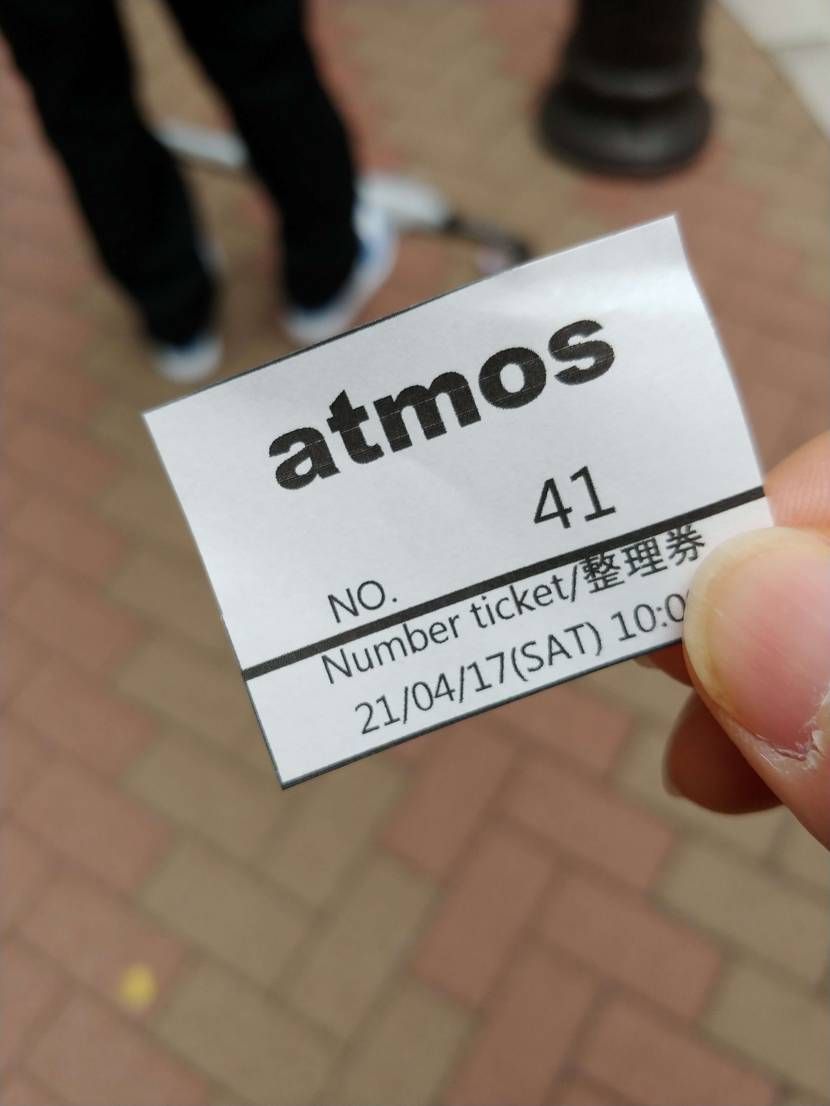 atmos
NO. 41
Number ticket/整理券
21/04/17(SAT)